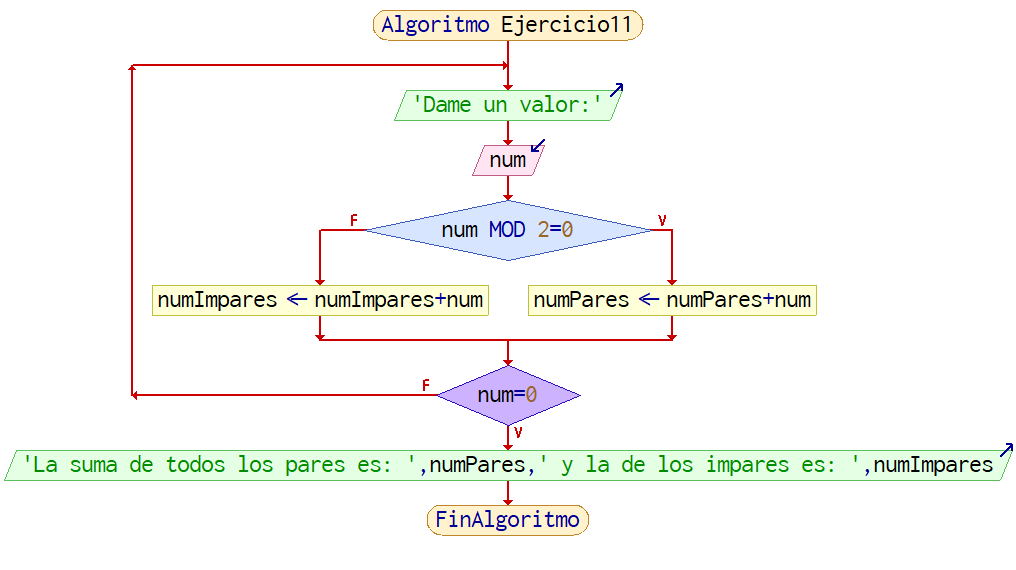 Algoritmo Ejercicio11
'Dame un valor:'
num
F
num MOD 2=0
V
numImpares ← numImpares+num
numPares ← numPares+num
F
num=0
V
'La suma de todos los pares es: ',numPares,' y la de los impares es: ',numImpares
FinAlgoritmo